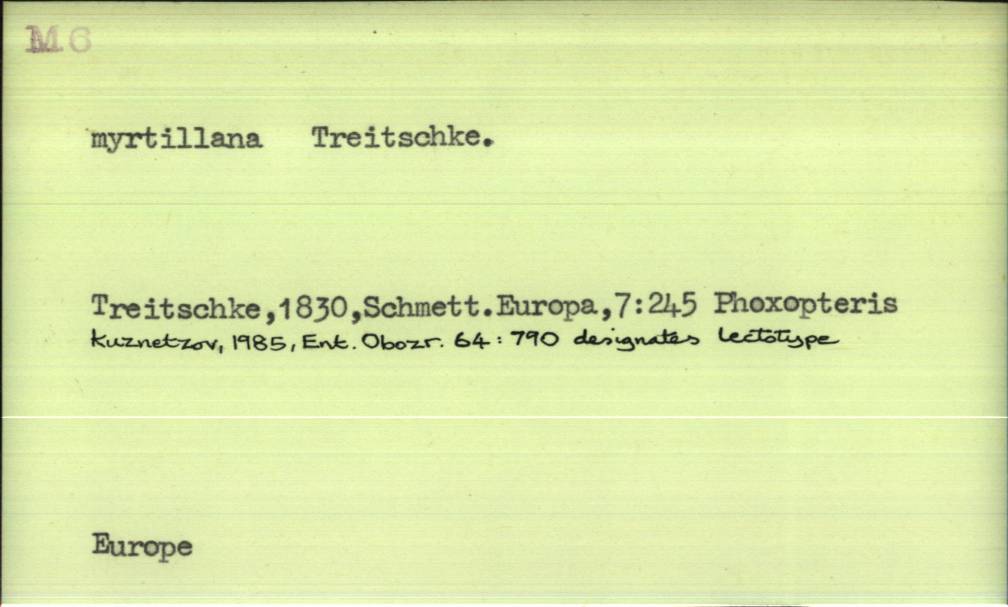 M6
myrtillana Treitschke.
Treitschke,1830,Schmett.Europa,7:245 Phoxopteris
Kuznetzov, 1985, Ent. Obozr. 64 : 790 designates lectotype
Europe